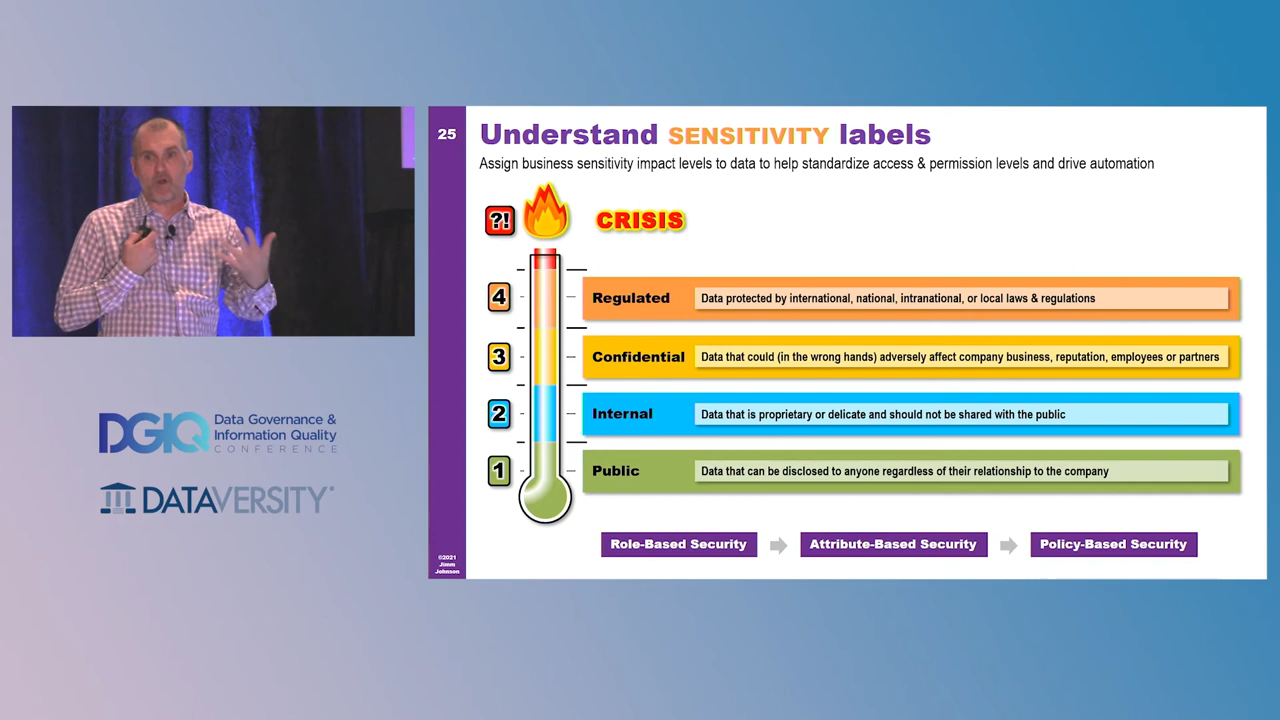 25
Understand SENSITIVITY labels
Assign business sensitivity impact levels to data to help standardize access & permission levels and drive automation
?!
CRISIS
4
Regulated
Data protected by international, national, intranational, or local laws & regulations
3
Confidential
Data that could (in the wrong hands) adversely affect company business, reputation, employees or partners
2
Internal
Data that is proprietary or delicate and should not be shared with the public
1
Public
Data that can be disclosed to anyone regardless of their relationship to the company
Role-Based Security
Attribute-Based Security
Policy-Based Security
©2021
Jimm
Johnson
DGIQ
Data Governance &
Information Quality
CONFERENCE
DATAVERSITY